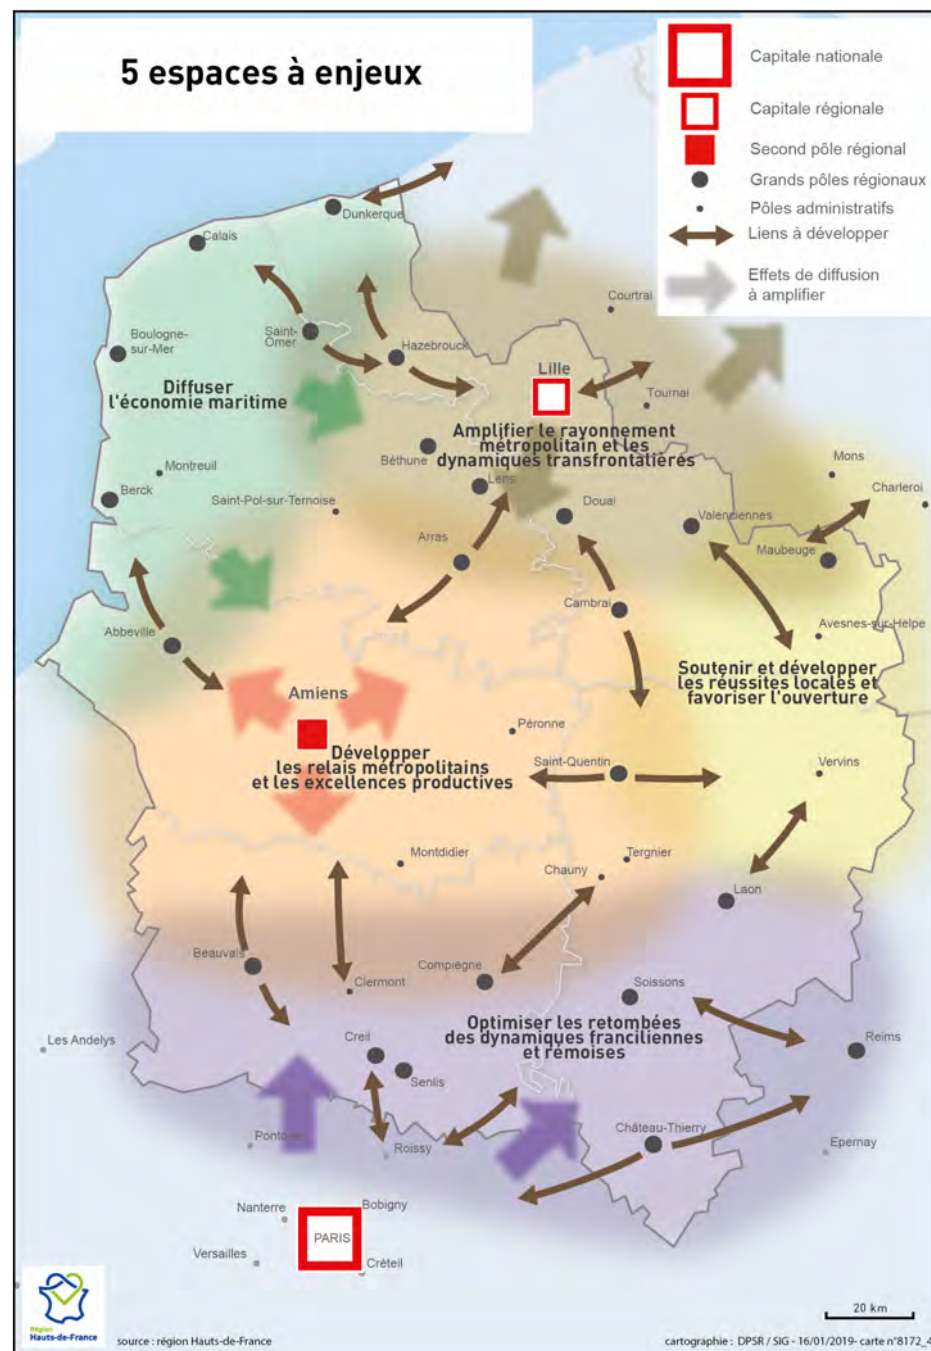 5 espaces à enjeux
Capitale nationale
Capitale régionale
Second pôle régional
Grands pôles régionaux
Pôles administratifs
Liens à développer
Effets de diffusion
à amplifier
Dunkerque
Calais
Courtrai
Saint-
Omer
Boulogne-
sur-Mer
Hazebrouck
Lille
Diffuser
l'économie maritime
Tournai
Amplifier le rayonnement
métropolitain et les
dynamiques transfrontalières
Béthune
Montreuil
Lens
Mons
Charleroi
Berck
Saint-Pol-sur-Ternoise
Douai
Valenciennes
Arras
Maubeuge
Cambrai
Abbeville
Avesnes-sur-Helpe
Soutenir et développer
les réussites locales et
favoriser l'ouverture
Amiens
Péronne
Développer
les relais métropolitains
et les excellences productives
Saint-Quentin
Vervins
Montdidier
Tergnier
Chauny
Laon
Beauvais
Compiègne
Clermont
Soissons
Optimiser les retombées
des dynamiques franciliennes
et rémoises
Les Andelys
Creil
Reims
Senlis
Château-Thierry
Pontoise
Roissy
Epernay
Nanterre
Bobigny
PARIS
Versailles
Créteil
20 km
Région
Hauts-de-France
source : région Hauts-de-France
cartographie : DPSR / SIG - 16/01/2019- carte n°8172_4